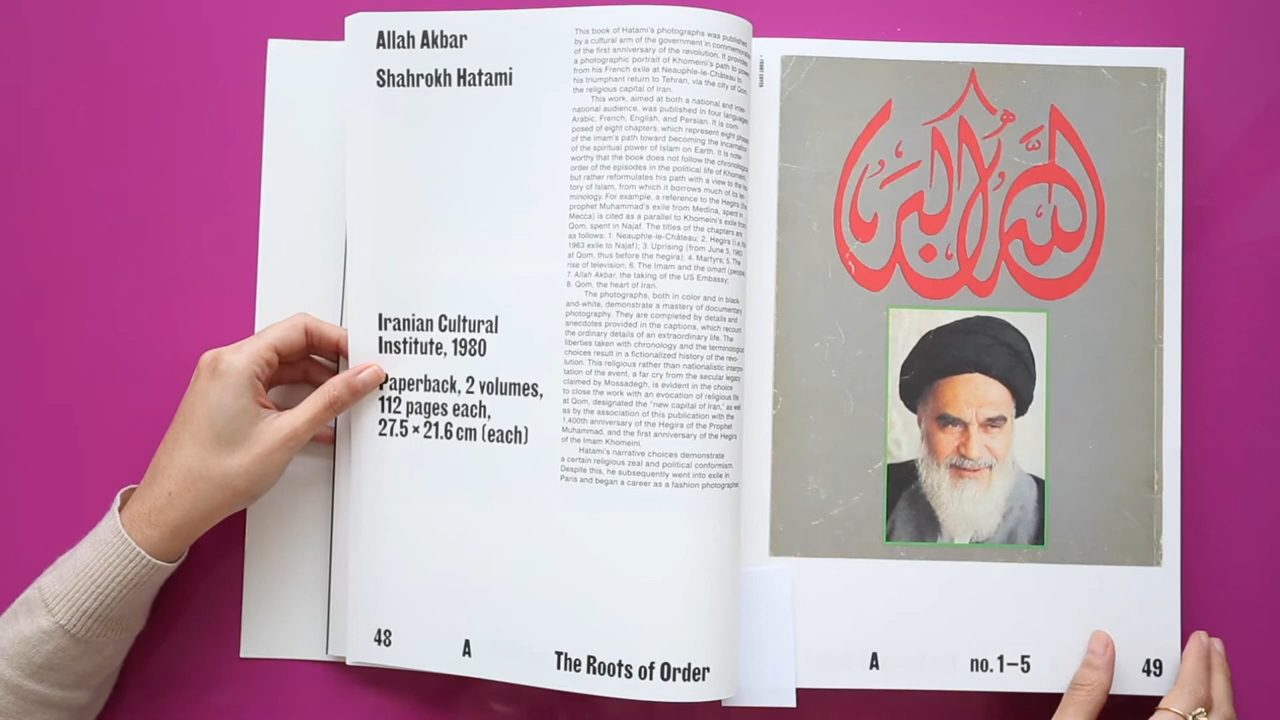 Allah Akbar
Shahrokh Hatami
Iranian Cultural
Institute, 1980
Paperback, 2 volumes,
112 pages each,
27.5 × 21.6 cm (each)
This book of Hatami's photographs was published
by a cultural arm of the government in
of the first anniversary of the revolution. It
a photographic portrait of Khomeini's path to
from his French exile at Neauphle-le-Château to
his triumphant return to Tehran, via the city of Qom,
the religious capital of Iran.
This work, aimed at both a national and
national audience, was published in four languages:
Arabic, French, English, and Persian. It is com-
posed of eight chapters, which represent eight
of the imam's path toward becoming the
of the spiritual power of Islam on Earth. It is note-
worthy that the book does not follow the
order of the episodes in the political life of
but rather reformulates his path with a view to the
tory of Islam, from which it borrows much of its
minology. For example, a reference to the Hegira (the
prophet Muhammad's exile from Medina, spent in
Mecca) is cited as a parallel to Khomeini's exile from
Qom, spent in Najaf. The titles of the chapters are
as follows: 1. Neauphle-le-Château; 2. Hegira
1963 exile to Najaf); 3. Uprising (from June 5, 1963
at Qom, thus before the hegira); 4. Martyrs; 5. The
rise of television; 6. The Imam and the omatt
7. Allah Akbar, the taking of the US Embassy;
8. Qom, the heart of Iran.
The photographs, both in color and in black-
and-white, demonstrate a mastery of documentary
photography. They are completed by details and
anecdotes provided in the captions, which recount
the ordinary details of an extraordinary life. The
liberties taken with chronology and the terminological
choices result in a fictionalized history of the revo-
lution. This religious rather than nationalistic interpre-
tation of the event, a far cry from the secular legacy
claimed by Mossadegh, is evident in the choice
to close the work with an evocation of religious life
at Qom, designated the "new capital of Iran," as well
as by the association of this publication with the
1,400th anniversary of the Hegira of the Prophet
Muhammad, and the first anniversary of the Hegira
of the Imam Khomeini.
Hatami's narrative choices demonstrate
a certain religious zeal and political conformism.
Despite this, he subsequently went into exile in
Paris and began a career as a fashion photographer.
48
A
The Roots of Order
الله اکبر
A
no. 1–5
49